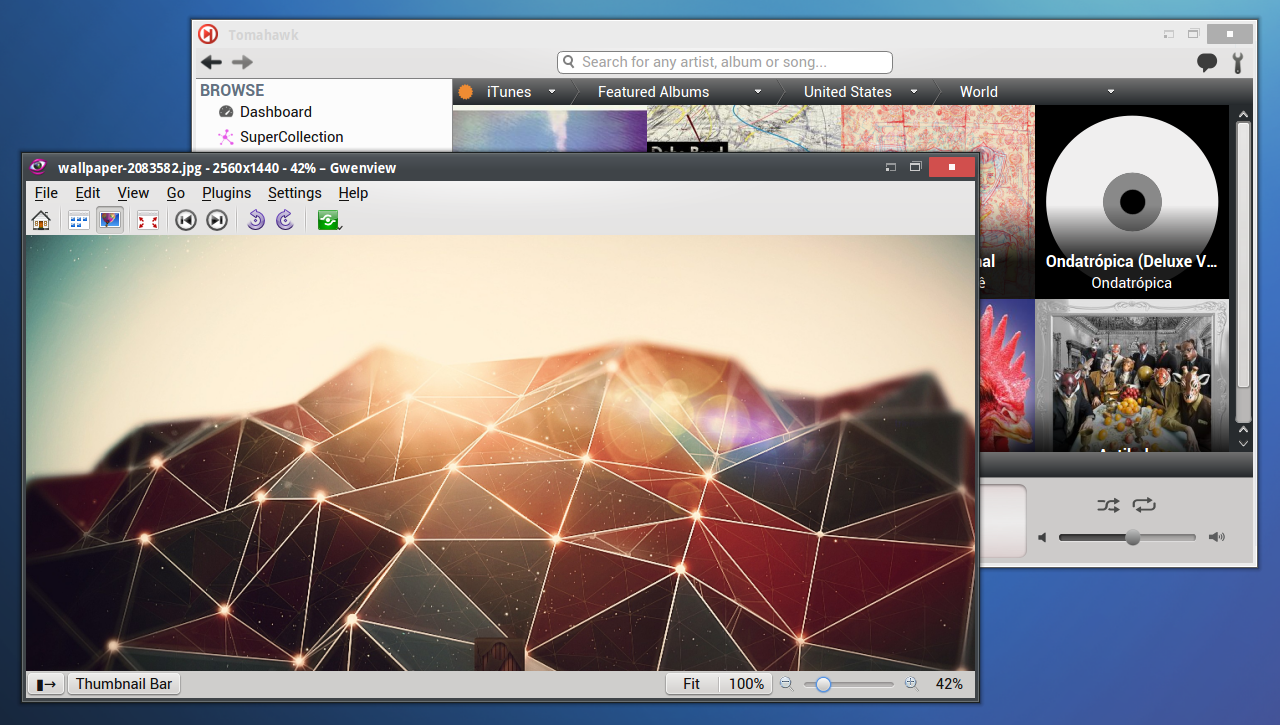 Tomahawk
Search for any artist, album or song...
BROWSE
Dashboard
SuperCollection
iTunes
Featured Albums
United States
World
Ondatrópica (Deluxe V...
Ondatrópica
wallpaper-2083582.jpg - 2560x1440 - 42% – Gwenview
File Edit View Go Plugins Settings Help
Thumbnail Bar
Fit 100% 42%